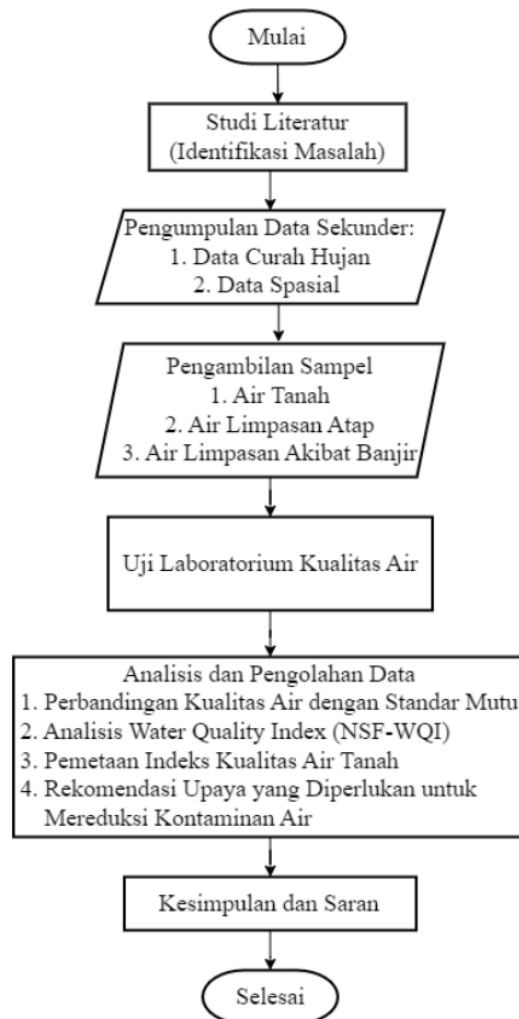 Mulai
Studi Literatur
(Identifikasi Masalah)
Pengumpulan Data Sekunder:
1. Data Curah Hujan
2. Data Spasial
Pengambilan Sampel
1. Air Tanah
2. Air Limpasan Atap
3. Air Limpasan Akibat Banjir
Uji Laboratorium Kualitas Air
Analisis dan Pengolahan Data
1. Perbandingan Kualitas Air dengan Standar Mutu
2. Analisis Water Quality Index (NSF-WQI)
3. Pemetaan Indeks Kualitas Air Tanah
4. Rekomendasi Upaya yang Diperlukan untuk
Mereduksi Kontaminan Air
Kesimpulan dan Saran
Selesai